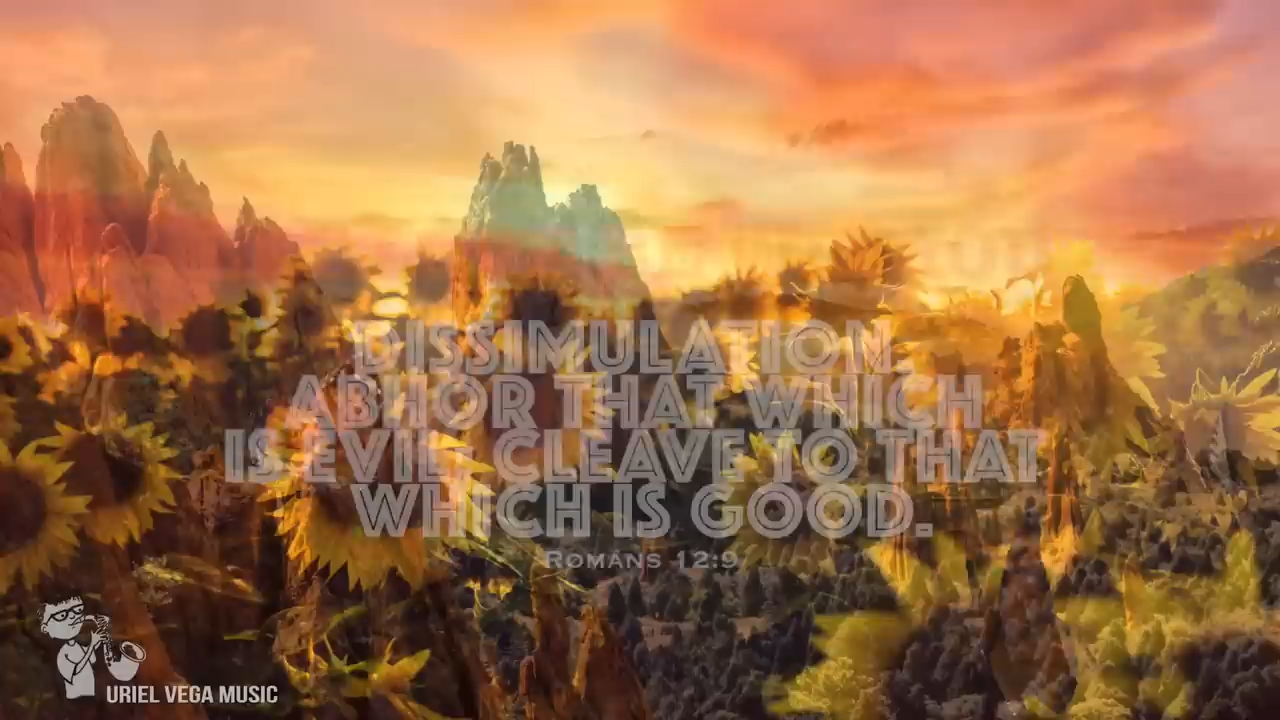 DISSIMULATION.
ABHOR THAT WHICH
IS EVIL; CLEAVE TO THAT
WHICH IS GOOD.
ROMANS 12:9
URIEL VEGA MUSIC